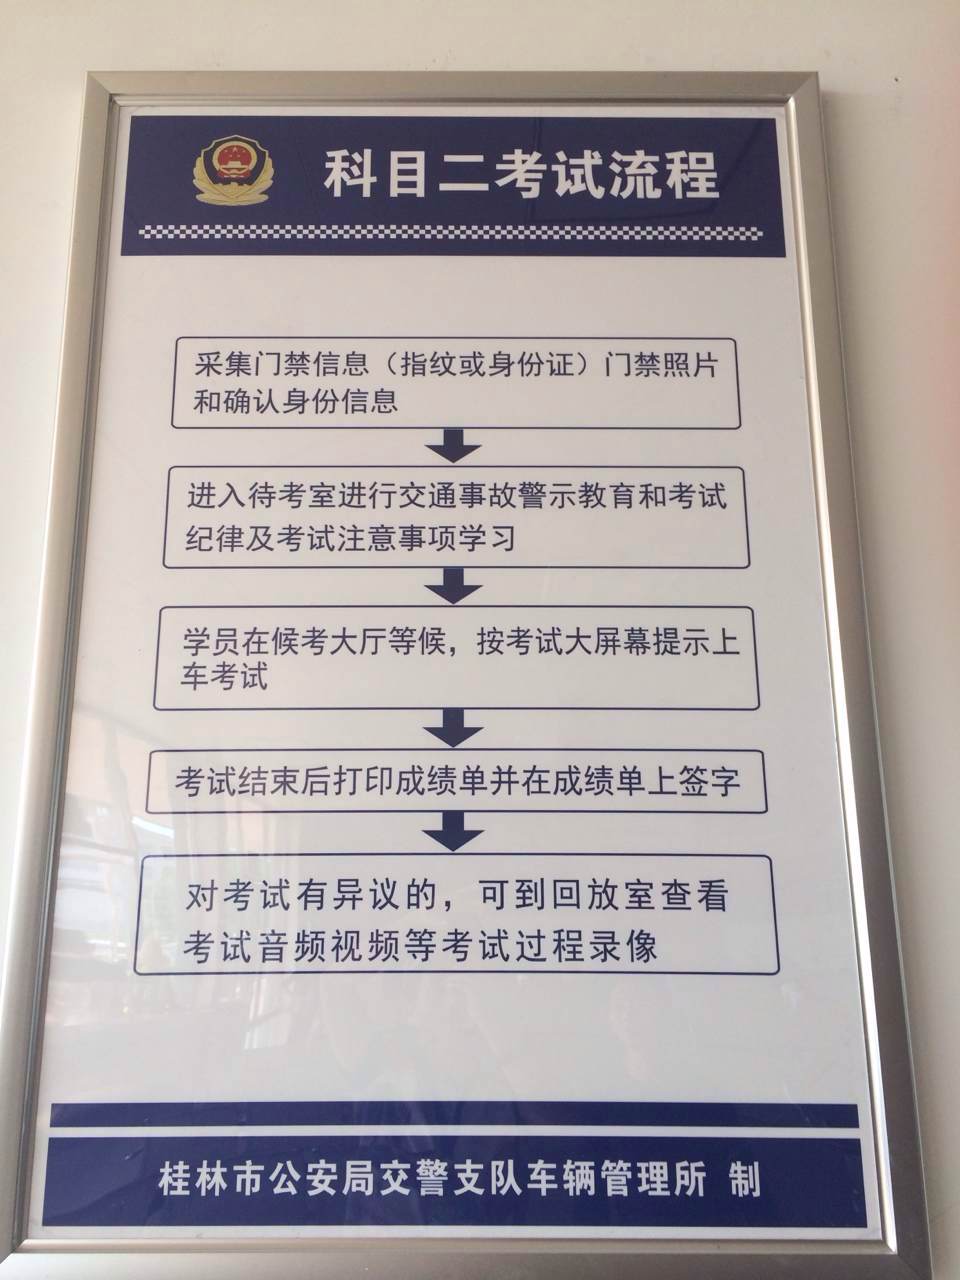 科目二考试流程
采集门禁信息（指纹或身份证）门禁照片
和确认身份信息
进入待考室进行交通事故警示教育和考试
纪律及考试注意事项学习
学员在候考大厅等候，按考试大屏幕提示上
车考试
考试结束后打印成绩单并在成绩单上签字
对考试有异议的，可到回放室查看
考试音频视频等考试过程录像
桂林市公安局交警支队车辆管理所 制